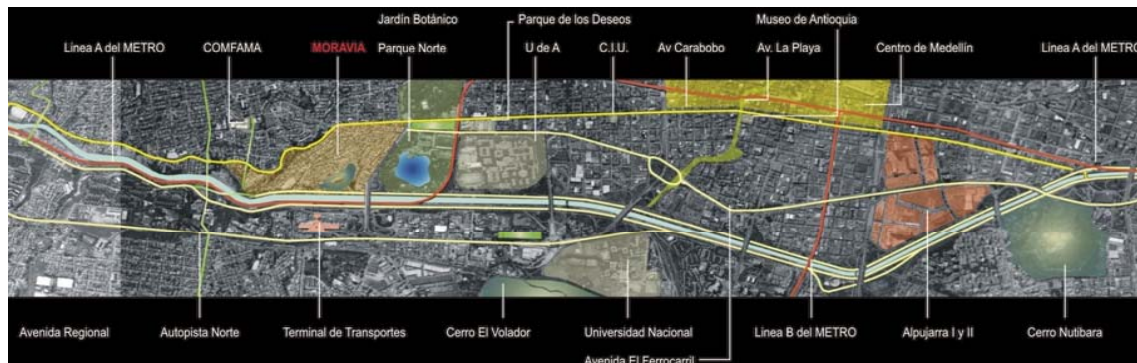 Jardín Botánico
Parque de los Deseos
Museo de Antioquia
Línea A del METRO
COMFAMA
MORAVIA
Parque Norte
U de A
C.I.U.
Av Carabobo
Av. La Playa
Centro de Medellín
Línea A del METRO
Avenida Regional
Autopista Norte
Terminal de Transportes
Cerro El Volador
Universidad Nacional
Línea B del METRO
Alpujarra I y II
Cerro Nutibara
Avenida El Ferrocarril